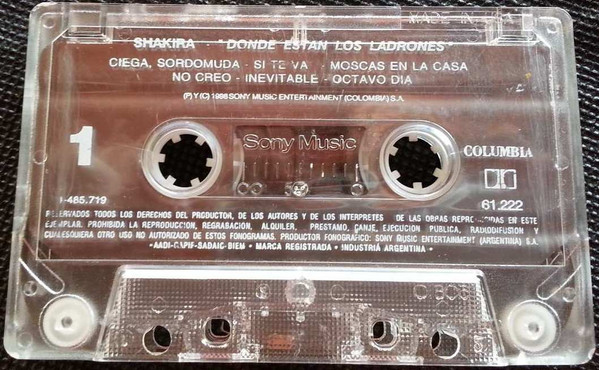 MADE IN
SHAKIRA - "DONDE ESTAN LOS LADRONES"
CIEGA, SORDOMUDA - SI TE VA - MOSCAS EN LA CASA
NO CREO - INEVITABLE - OCTAVO DIA
(P) Y (C) 1998 SONY MUSIC ENTERTAINMENT (COLOMBIA) S.A.
1
Sony Music
COLUMBIA
485.719
61.222
RESERVADOS TODOS LOS DERECHOS DEL PRODUCTOR, DE LOS AUTORES Y DE LOS INTERPRETES DE LAS OBRAS REPRODUCIDAS EN ESTE
EJEMPLAR. PROHIBIDA LA REPRODUCCION, REGRABACION, ALQUILER, PRESTAMO, CANJE, EJECUCION PUBLICA, RADIODIFUSION Y
CUALESQUIERA OTRO USO NO AUTORIZADO DE ESTOS FONOGRAMAS. PRODUCTOR FONOGRAFICO: SONY MUSIC ENTERTAINMENT (ARGENTINA) S.A.
• AADI-CAPIF-SADAIC-BIEM • MARCA REGISTRADA • INDUSTRIA ARGENTINA •